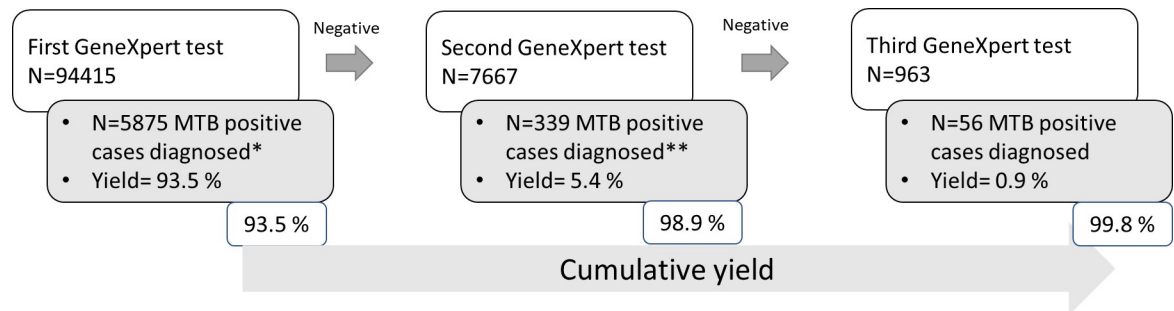 First GeneXpert test
N=94415
Negative
Second GeneXpert test
N=7667
Negative
Third GeneXpert test
N=963
• N=5875 MTB positive
cases diagnosed*
• Yield= 93.5 %
93.5 %
• N=339 MTB positive
cases diagnosed**
• Yield= 5.4 %
98.9 %
• N=56 MTB positive
cases diagnosed
• Yield= 0.9 %
99.8 %
Cumulative yield